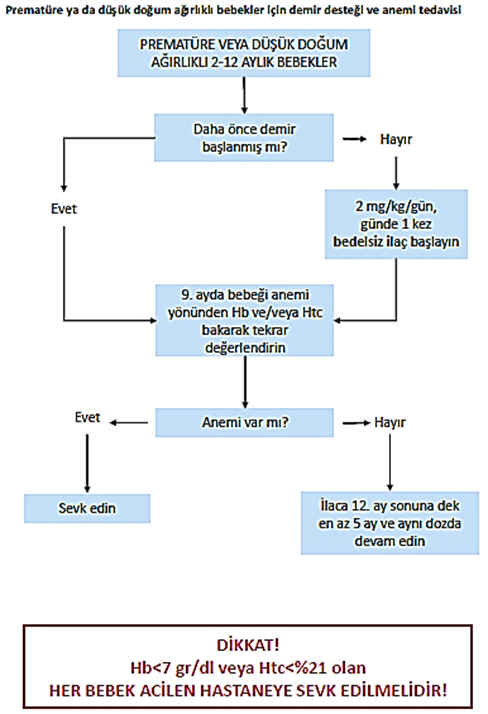 Prematüre ya da düşük doğum ağırlıklı bebekler için demir desteği ve anemi tedavisi
PREMATÜRE VEYA DÜŞÜK DOĞUM
AĞIRLIKLI 2-12 AYLIK BEBEKLER
Daha önce demir
başlanmış mı?
Hayır
Evet
2 mg/kg/gün,
günde 1 kez
bedelsiz ilaç başlayın
9. ayda bebeği anemi
yönünden Hb ve/veya Htc
bakarak tekrar
değerlendirin
Evet
Anemi var mı?
Hayır
Sevk edin
İlaca 12. ay sonuna dek
en az 5 ay ve aynı dozda
devam edin
DİKKAT!
Hb<7 gr/dl veya Htc<%21 olan
HER BEBEK ACİLEN HASTANEYE SEVK EDİLMELİDİR!